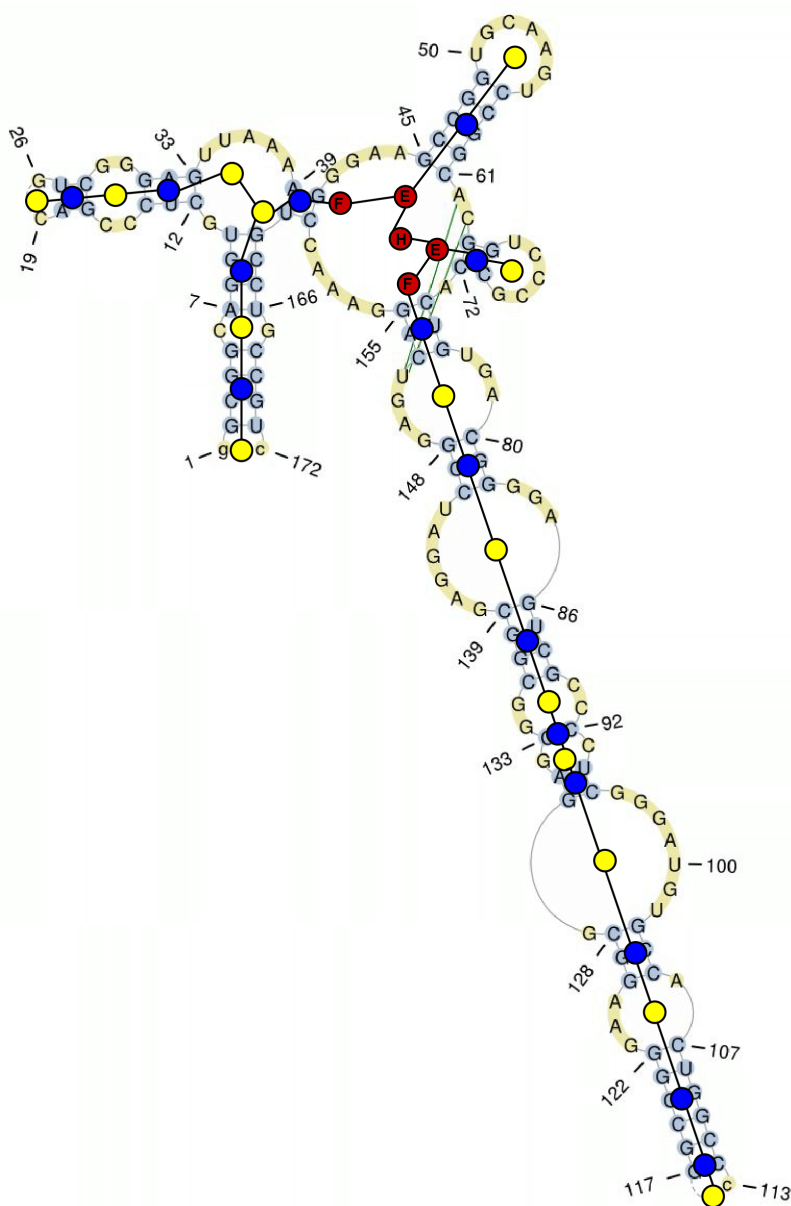 50
G
C
A
A
G
U
U
G
C
C
45
G A A G G
C
61
A
C
26
33
U U A A A A
39
G
U C G G G A G
C A G C C C U C G
19
12
U
G
C C A A A G G
155
G U C C
C G C
A
72
7
A
C
G
G
C
G
g
1
G
C
C
U
166
G
C
C
G
U
c
172
C
U
G U G A
C
80
C
U G A G G
148
G G G A
C
U A G G A G C
139
G
86
U
C
G
C
C
C
92
C
U
C
G
G
C
G
G
133
G
A
G
G G G A U G U
100
G
C
C
A
G C
128
G
G
A
A
G
G
122
G
C
C
G
117
C
107
U
G
G
C
C
c
113
F
E
H
E
F